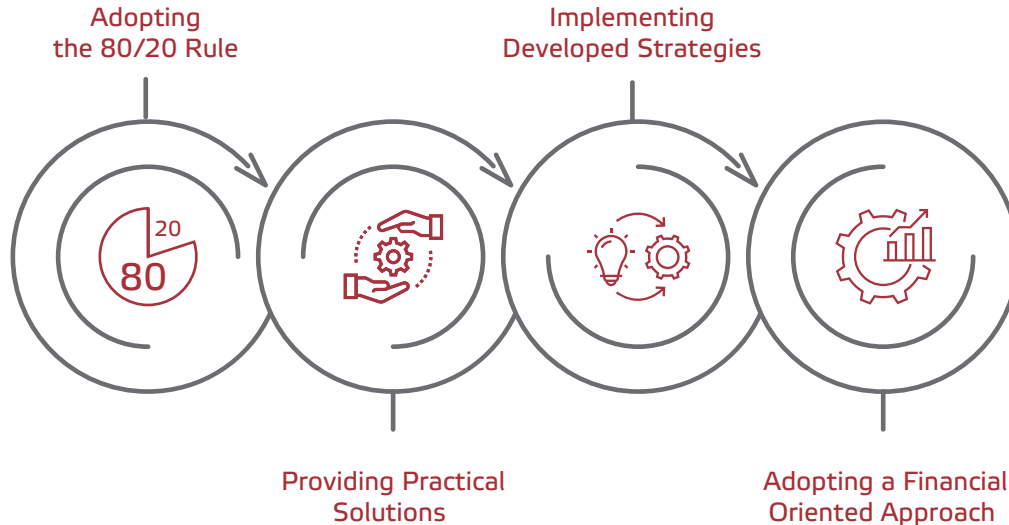 Adopting
the 80/20 Rule
Implementing
Developed Strategies
20
80
Providing Practical
Solutions
Adopting a Financial
Oriented Approach